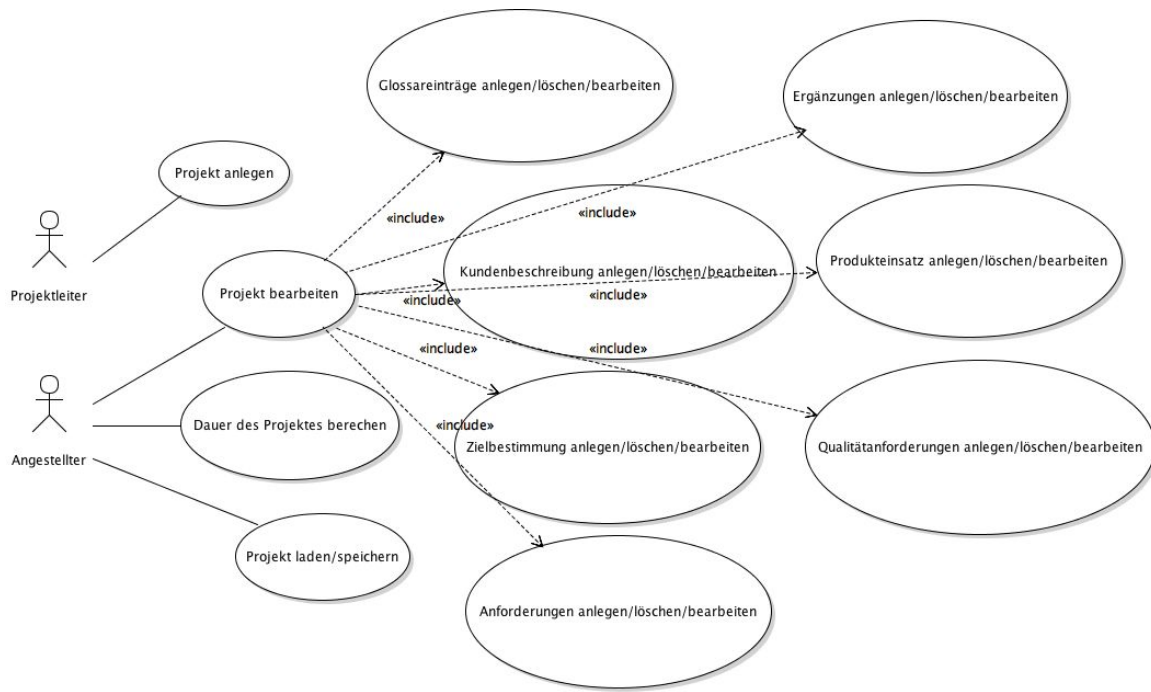 Glossareinträge anlegen/löschen/bearbeiten
Ergänzungen anlegen/löschen/bearbeiten
Projekt anlegen
«include»
«include»
Projektleiter
Projekt bearbeiten
Kundenbeschreibung anlegen/löschen/bearbeiten
Produkteinsatz anlegen/löschen/bearbeiten
«include»
«include»
«include»
«include»
Dauer des Projektes berechen
«include»
Angestellter
Zielbestimmung anlegen/löschen/bearbeiten
Qualitätanforderungen anlegen/löschen/bearbeiten
Projekt laden/speichern
Anforderungen anlegen/löschen/bearbeiten